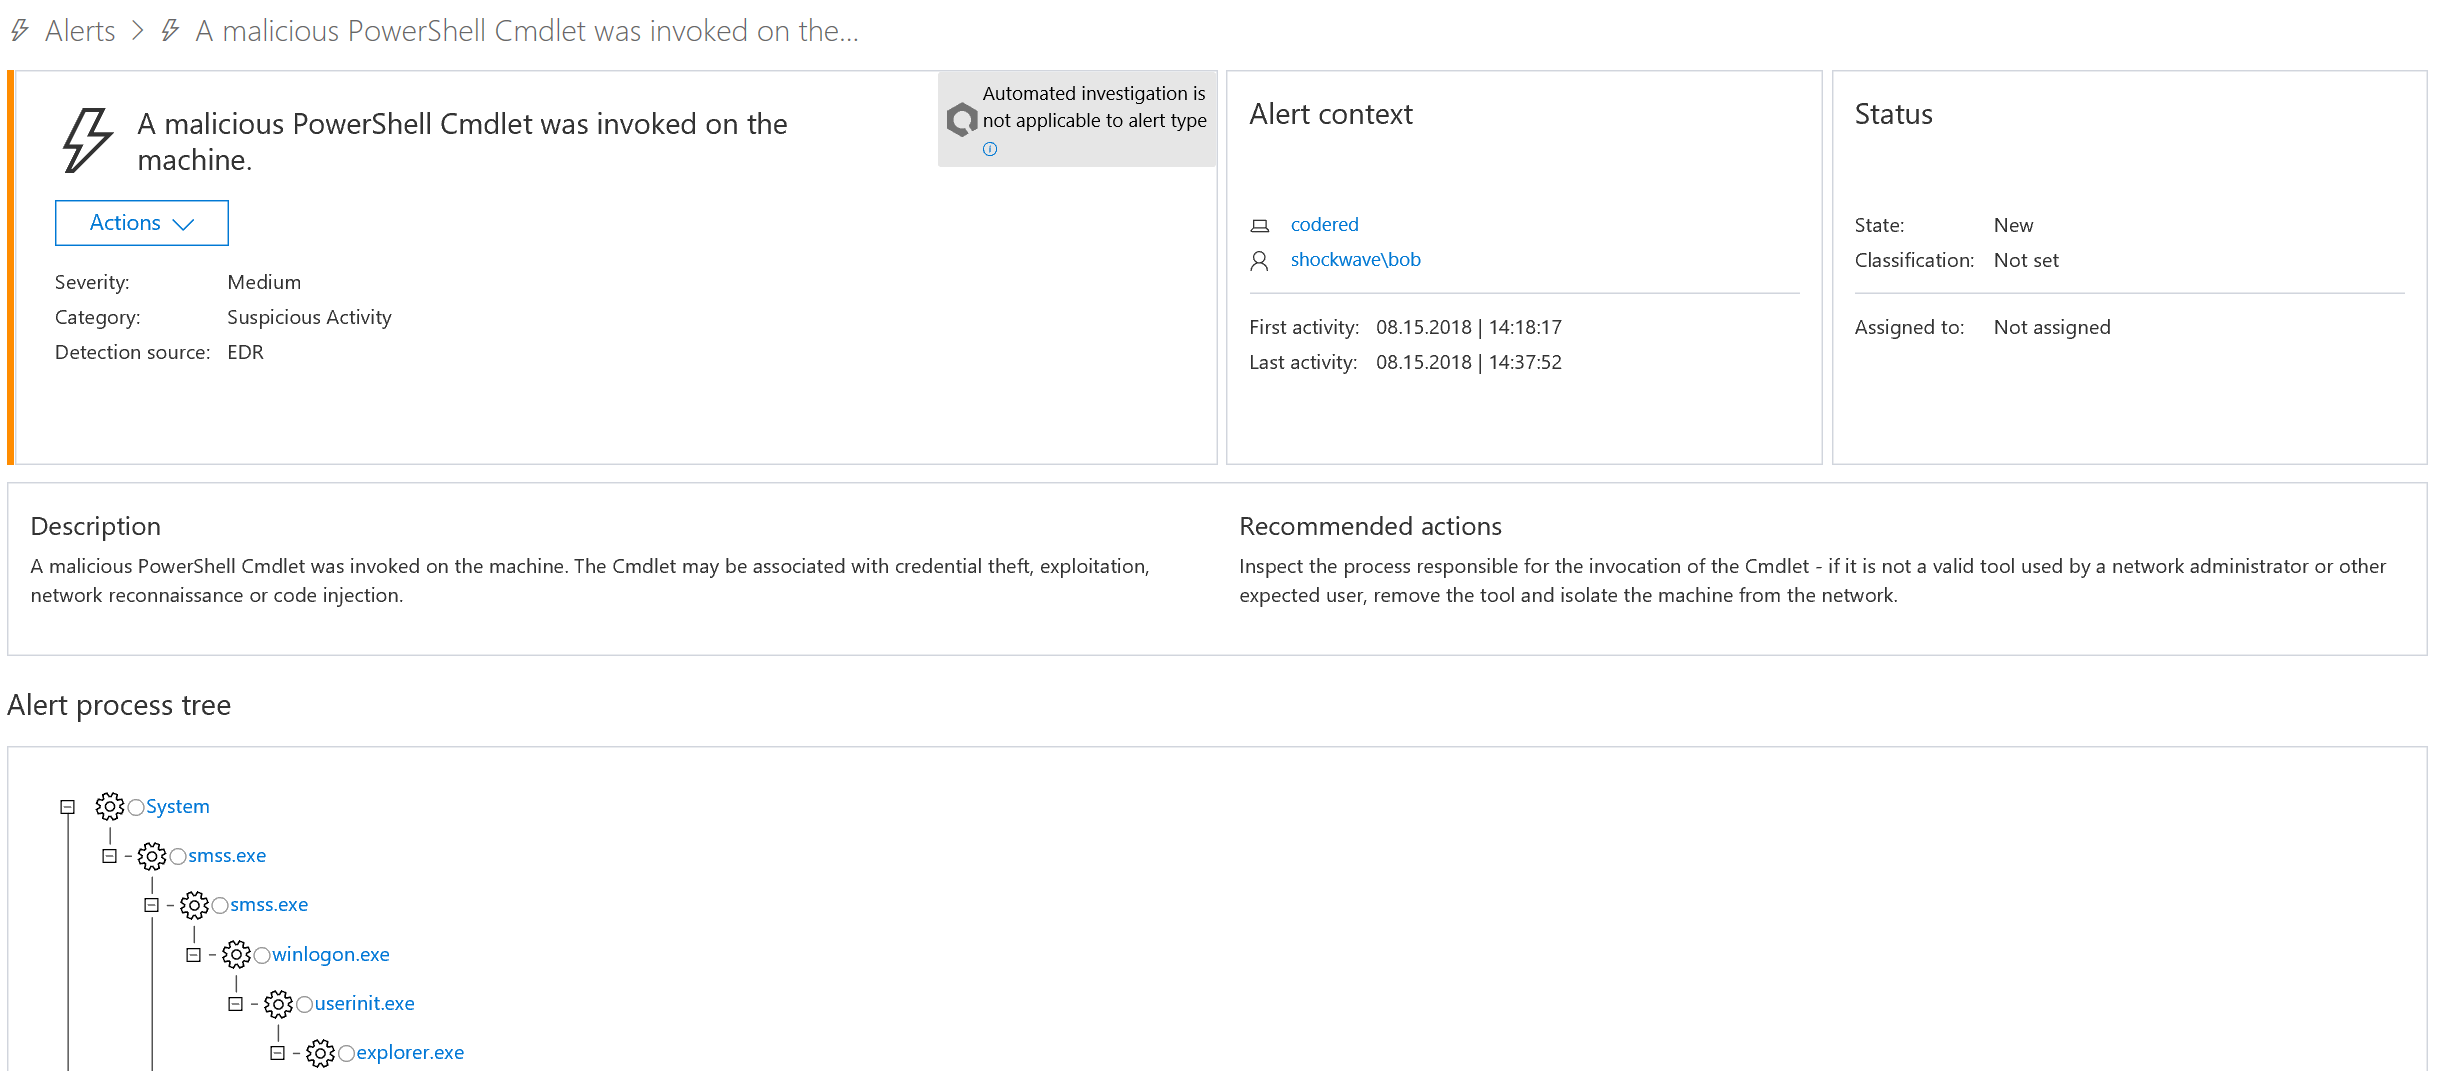 Alerts > A malicious PowerShell Cmdlet was invoked on the...
A malicious PowerShell Cmdlet was invoked on the
machine.
Automated investigation is
not applicable to alert type
Actions
Severity: Medium
Category: Suspicious Activity
Detection source: EDR
Alert context
codered
shockwave\bob
First activity: 08.15.2018 | 14:18:17
Last activity: 08.15.2018 | 14:37:52
Status
State: New
Classification: Not set
Assigned to: Not assigned
Description
A malicious PowerShell Cmdlet was invoked on the machine. The Cmdlet may be associated with credential theft, exploitation,
network reconnaissance or code injection.
Recommended actions
Inspect the process responsible for the invocation of the Cmdlet - if it is not a valid tool used by a network administrator or other
expected user, remove the tool and isolate the machine from the network.
Alert process tree
System
smss.exe
smss.exe
winlogon.exe
userinit.exe
explorer.exe